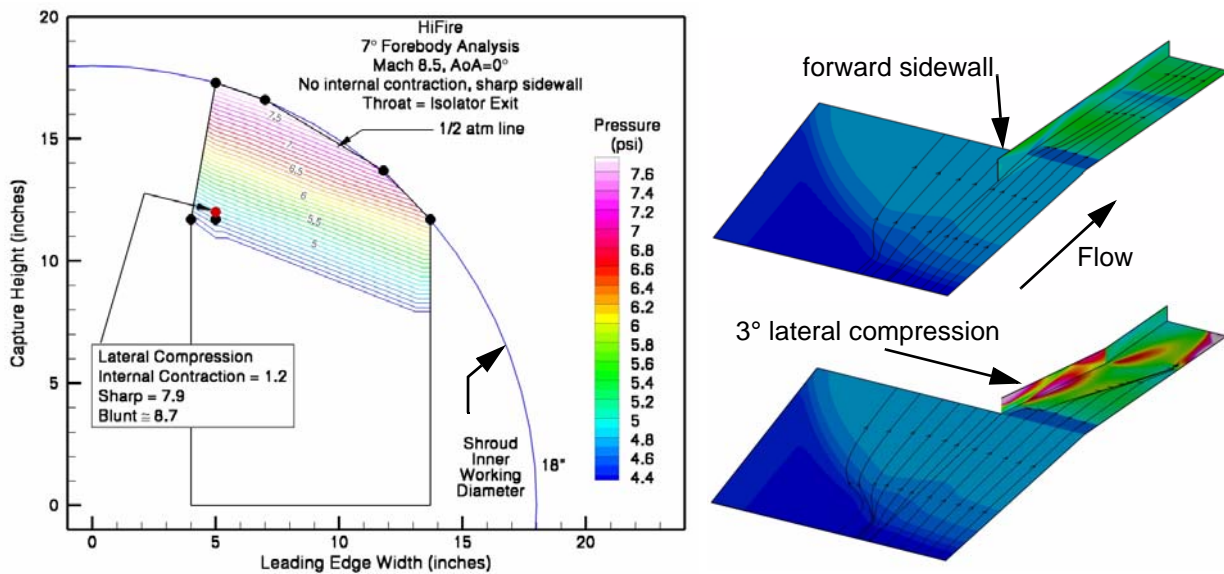 HiFire
7° Forebody Analysis
Mach 8.5, AoA=0°
No internal contraction, sharp sidewall
Throat = Isolator Exit
1/2 atm line
Capture Height (inches)
20
15
10
5
0
7.5
7
6.5
6
5.5
5
Lateral Compression
Internal Contraction = 1.2
Sharp = 7.9
Blunt ≅ 8.7
Shroud
Inner
Working
Diameter
18"
0
5
10
15
20
Leading Edge Width (inches)
Pressure
(psi)
7.6
7.4
7.2
7
6.8
6.6
6.4
6.2
6
5.8
5.6
5.4
5.2
5
4.8
4.6
4.4
forward sidewall
Flow
3° lateral compression